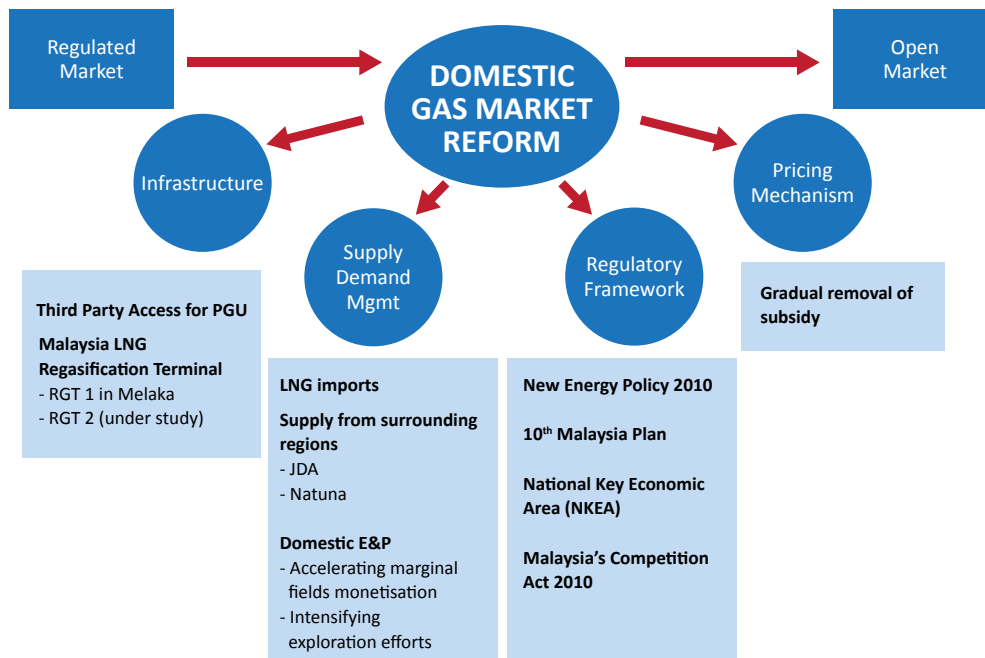 Regulated
Market
DOMESTIC
GAS MARKET
REFORM
Open
Market
Infrastructure
Supply
Demand
Mgmt
Regulatory
Framework
Pricing
Mechanism
Third Party Access for PGU
Malaysia LNG
Regasification Terminal
- RGT 1 in Melaka
- RGT 2 (under study)
LNG imports
Supply from surrounding
regions
- JDA
- Natuna
Domestic E&P
- Accelerating marginal
fields monetisation
- Intensifying
exploration efforts
New Energy Policy 2010
10th Malaysia Plan
National Key Economic
Area (NKEA)
Malaysia’s Competition
Act 2010
Gradual removal of
subsidy